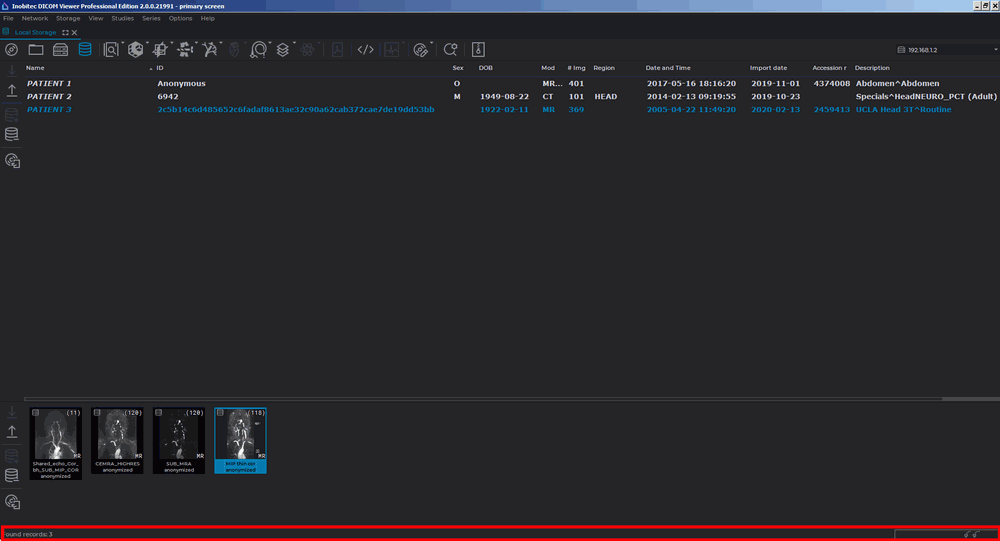 Inobitec DICOM Viewer Professional Edition 2.0.0.21991 - primary screen
File Network Storage View Studies Series Options Help
Local Storage
192.168.1.2
Name ID Sex DOB Mod # Img Region Date and Time Import date Accession r Description
PATIENT 1 Anonymous O MR... 401 2017-05-16 18:16:20 2019-11-01 4374008 Abdomen^Abdomen
PATIENT 2 6942 M 1949-08-22 CT 101 HEAD 2014-02-13 09:19:55 2019-10-23 Specials^HeadNEURO_PCT (Adult)
PATIENT 3 2c5b14c6d485652c6fadaf8613ae32c90a62cab372cae7de19dd53bb 1922-02-11 MR 369 2005-04-22 11:49:20 2020-02-13 2459413 UCLA Head 3T^Routine
(11) (120) (120) (118)
MR MR MR MR
Shared_echo_Cor_ CEMRA_HIGHRES SUB_MRA MIP thin cor
bh_SUB_MIP_COR anonymized anonymized anonymized
anonymized
ound records: 3